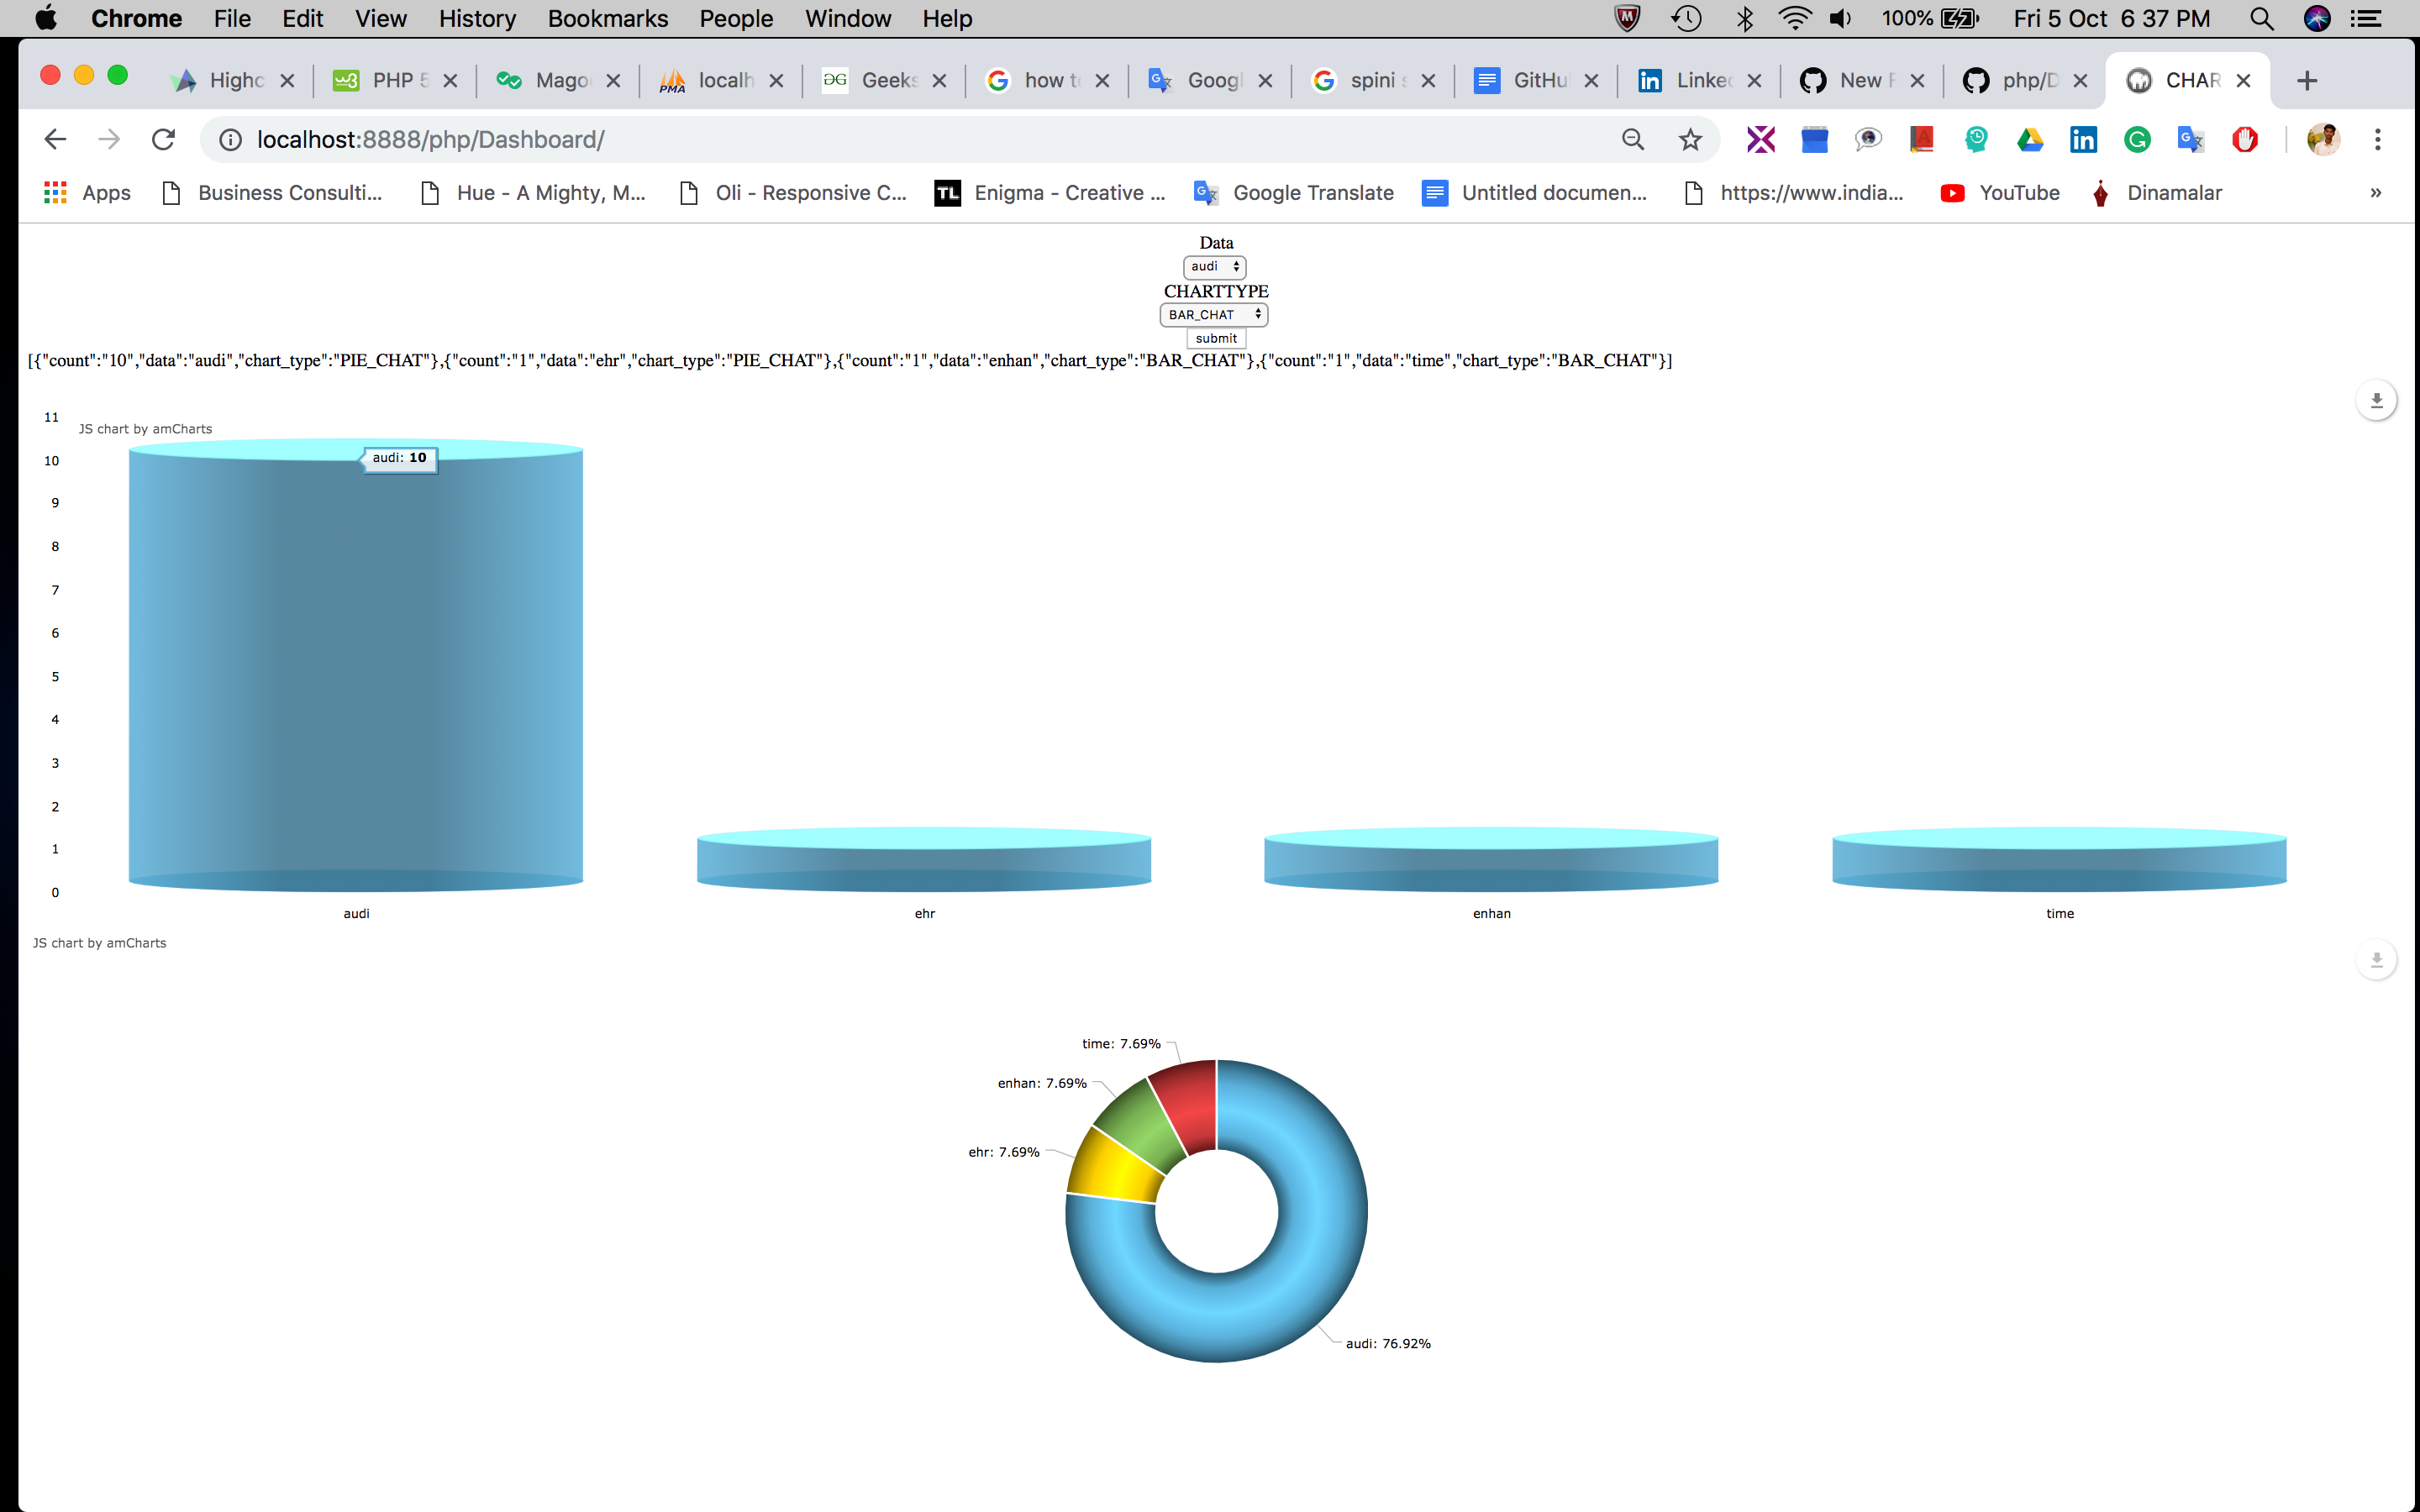 Chrome File Edit View History Bookmarks People Window Help 100% Fri 5 Oct 6 37 PM
Highc PHP 5 Mago localh Geeks how to Googl spini s GitHu Linke New F php/D CHAR
localhost:8888/php/Dashboard/
Apps Business Consulti... Hue - A Mighty, M... Oli - Responsive C... TL Enigma - Creative ... Google Translate Untitled documen... https://www.india... YouTube Dinamalar »
Data
audi
CHARTTYPE
BAR_CHAT
submit
[{"count":"10","data":"audi","chart_type":"PIE_CHAT"},{"count":"1","data":"ehr","chart_type":"PIE_CHAT"},{"count":"1","data":"enhan","chart_type":"BAR_CHAT"},{"count":"1","data":"time","chart_type":"BAR_CHAT"}]
11
JS chart by amCharts
audi: 10
10
9
8
7
6
5
4
3
2
1
0
audi ehr enhan time
JS chart by amCharts
time: 7.69%
enhan: 7.69%
ehr: 7.69%
audi: 76.92%